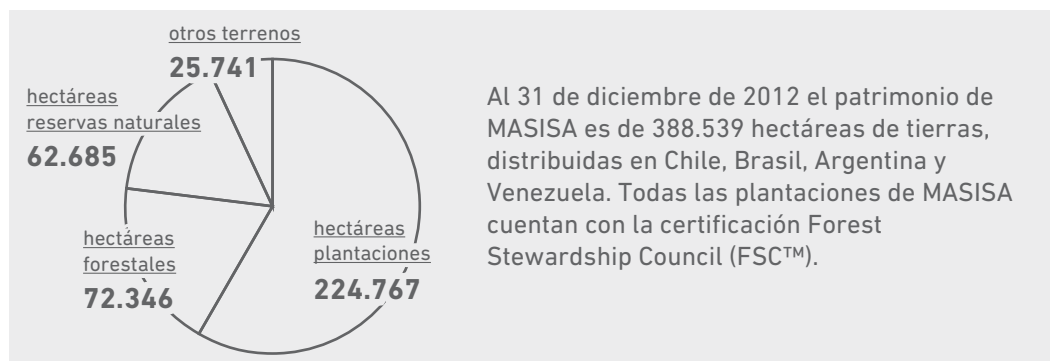 otros terrenos
25.741
hectáreas
reservas naturales
62.685
hectáreas
forestales
72.346
hectáreas
plantaciones
224.767
Al 31 de diciembre de 2012 el patrimonio de
MASISA es de 388.539 hectáreas de tierras,
distribuidas en Chile, Brasil, Argentina y
Venezuela. Todas las plantaciones de MASISA
cuentan con la certificación Forest
Stewardship Council (FSC™).